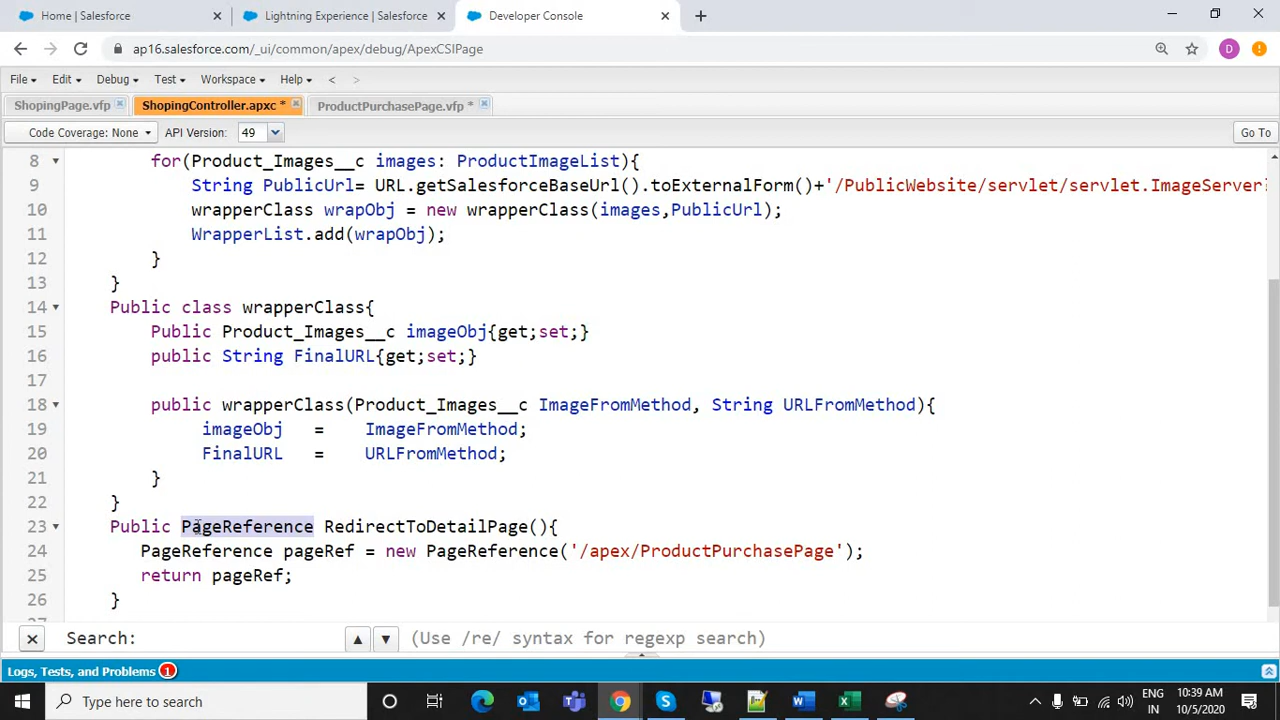 Home | Salesforce
Lightning Experience | Salesforce
Developer Console
ap16.salesforce.com/_ui/common/apex/debug/ApexCSIPage
D
File Edit Debug Test Workspace Help < >
ShopingPage.vfp
ShopingController.apxc *
ProductPurchasePage.vfp *
Code Coverage: None API Version: 49 Go To
8 for(Product_Images__c images: ProductImageList){
9 String PublicUrl= URL.getSalesforceBaseUrl().toExternalForm()+'/PublicWebsite/servlet/servlet.ImageServer?
10 wrapperClass wrapObj = new wrapperClass(images,PublicUrl);
11 WrapperList.add(wrapObj);
12 }
13 }
14 Public class wrapperClass{
15 Public Product_Images__c imageObj{get;set;}
16 public String FinalURL{get;set;}
17
18 public wrapperClass(Product_Images__c ImageFromMethod, String URLFromMethod){
19 imageObj = ImageFromMethod;
20 FinalURL = URLFromMethod;
21 }
22 }
23 Public PageReference RedirectToDetailPage(){
24 PageReference pageRef = new PageReference('/apex/ProductPurchasePage');
25 return pageRef;
26 }
Search: (Use /re/ syntax for regexp search)
Logs, Tests, and Problems 1
Type here to search
ENG
IN
10:39 AM
10/5/2020